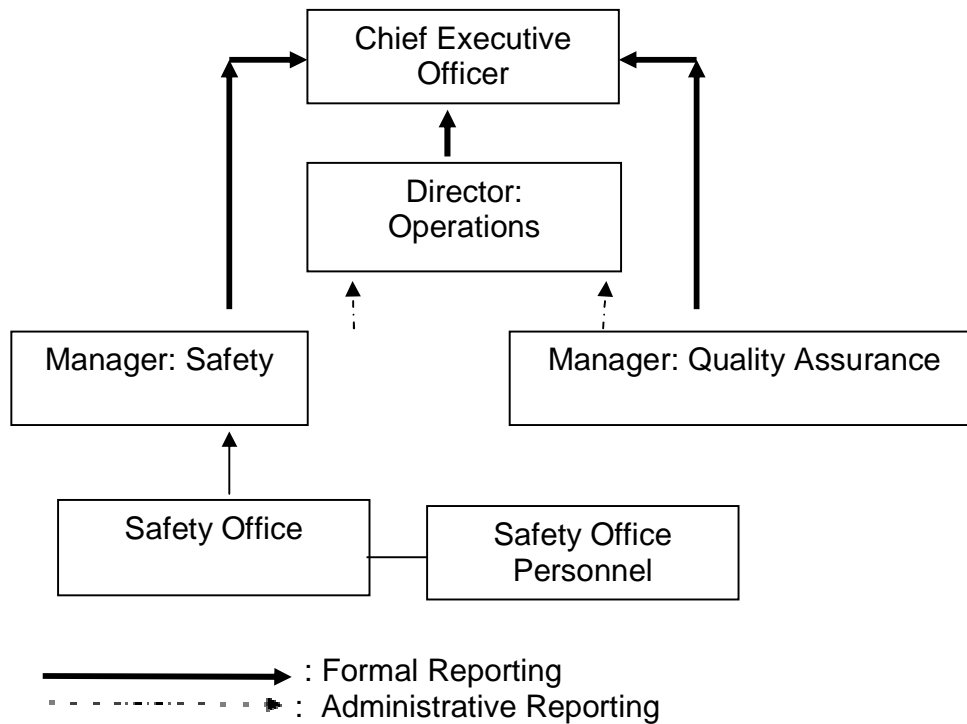 Chief Executive
Officer
Director:
Operations
Manager: Safety
Manager: Quality Assurance
Safety Office
Safety Office
Personnel
: Formal Reporting
: Administrative Reporting